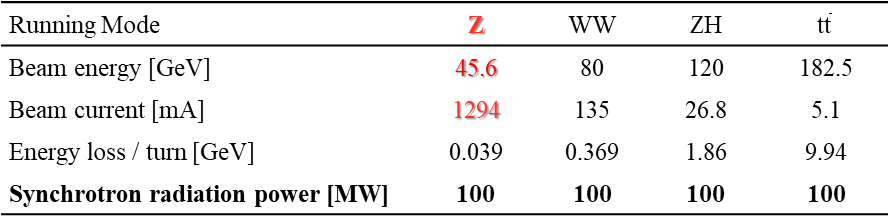 Running Mode Z WW ZH tt̄
Beam energy [GeV] 45.6 80 120 182.5
Beam current [mA] 1294 135 26.8 5.1
Energy loss / turn [GeV] 0.039 0.369 1.86 9.94
Synchrotron radiation power [MW] 100 100 100 100